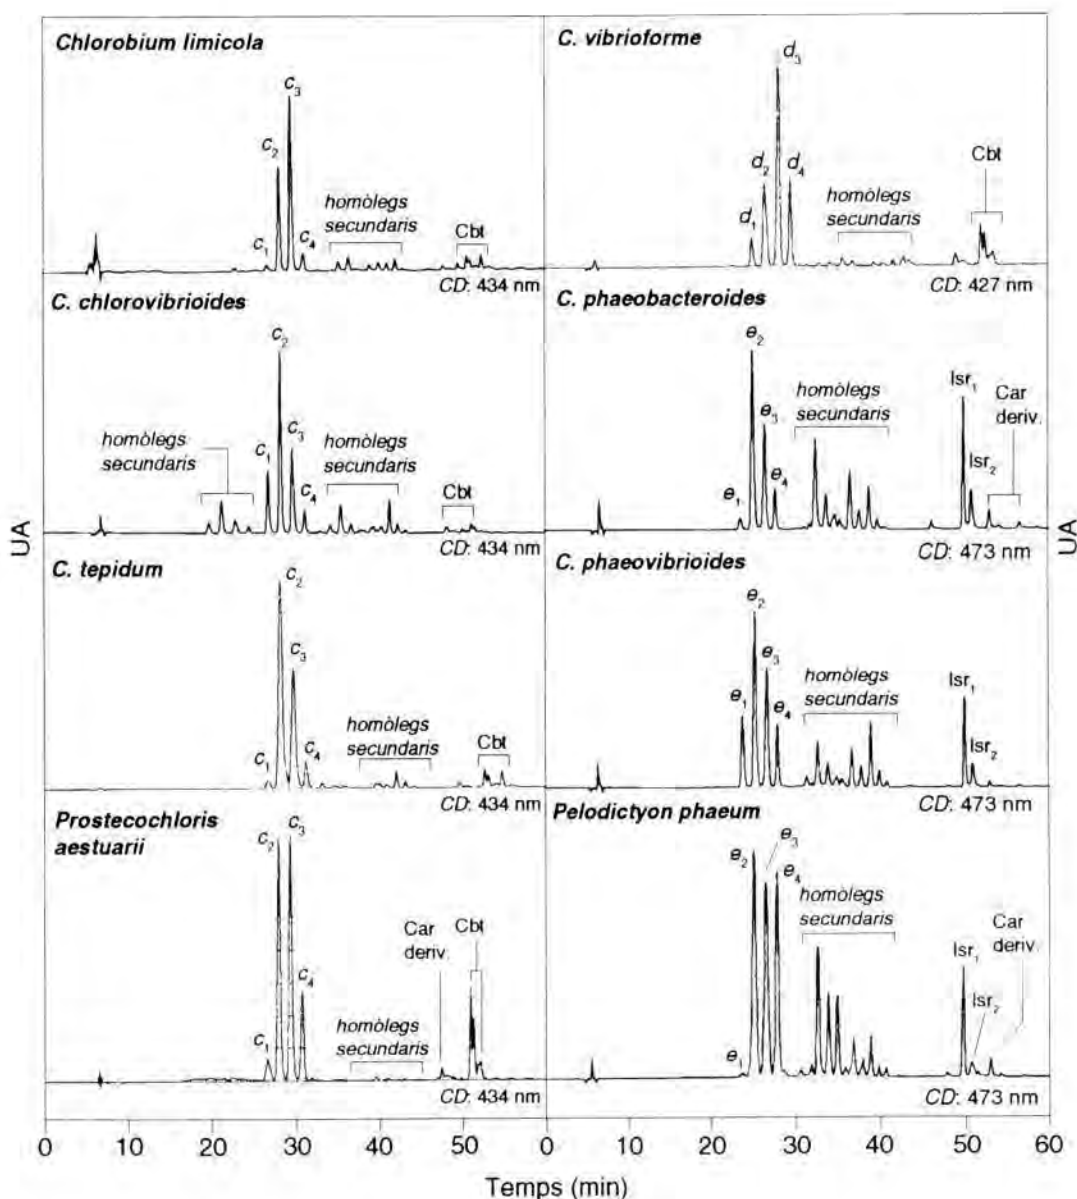 Chlorobium limicola
c₁
c₂
c₃
c₄
homòlegs
secundaris
Cbt
CD: 434 nm
C. vibrioforme
d₁
d₂
d₃
d₄
homòlegs
secundaris
Cbt
CD: 427 nm
C. chlorovibrioides
homòlegs
secundaris
c₁
c₂
c₃
c₄
homòlegs
secundaris
Cbt
CD: 434 nm
C. phaeobacteroides
e₁
e₂
e₃
e₄
homòlegs
secundaris
Isr₁
Isr₂
Car
deriv.
CD: 473 nm
UA
UA
C. tepidum
c₁
c₂
c₃
c₄
homòlegs
secundaris
Cbt
CD: 434 nm
C. phaeovibrioides
e₁
e₂
e₃
e₄
homòlegs
secundaris
Isr₁
Isr₂
CD: 473 nm
Prostecochloris
aestuarii
c₁
c₂
c₃
c₄
homòlegs
secundaris
Car
deriv.
Cbt
CD: 434 nm
Pelodictyon phaeum
e₁
e₂
e₃
e₄
homòlegs
secundaris
Isr₁
Isr₂
Car
deriv.
CD: 473 nm
0 10 20 30 40 50 0 10 20 30 40 50 60
Temps (min)